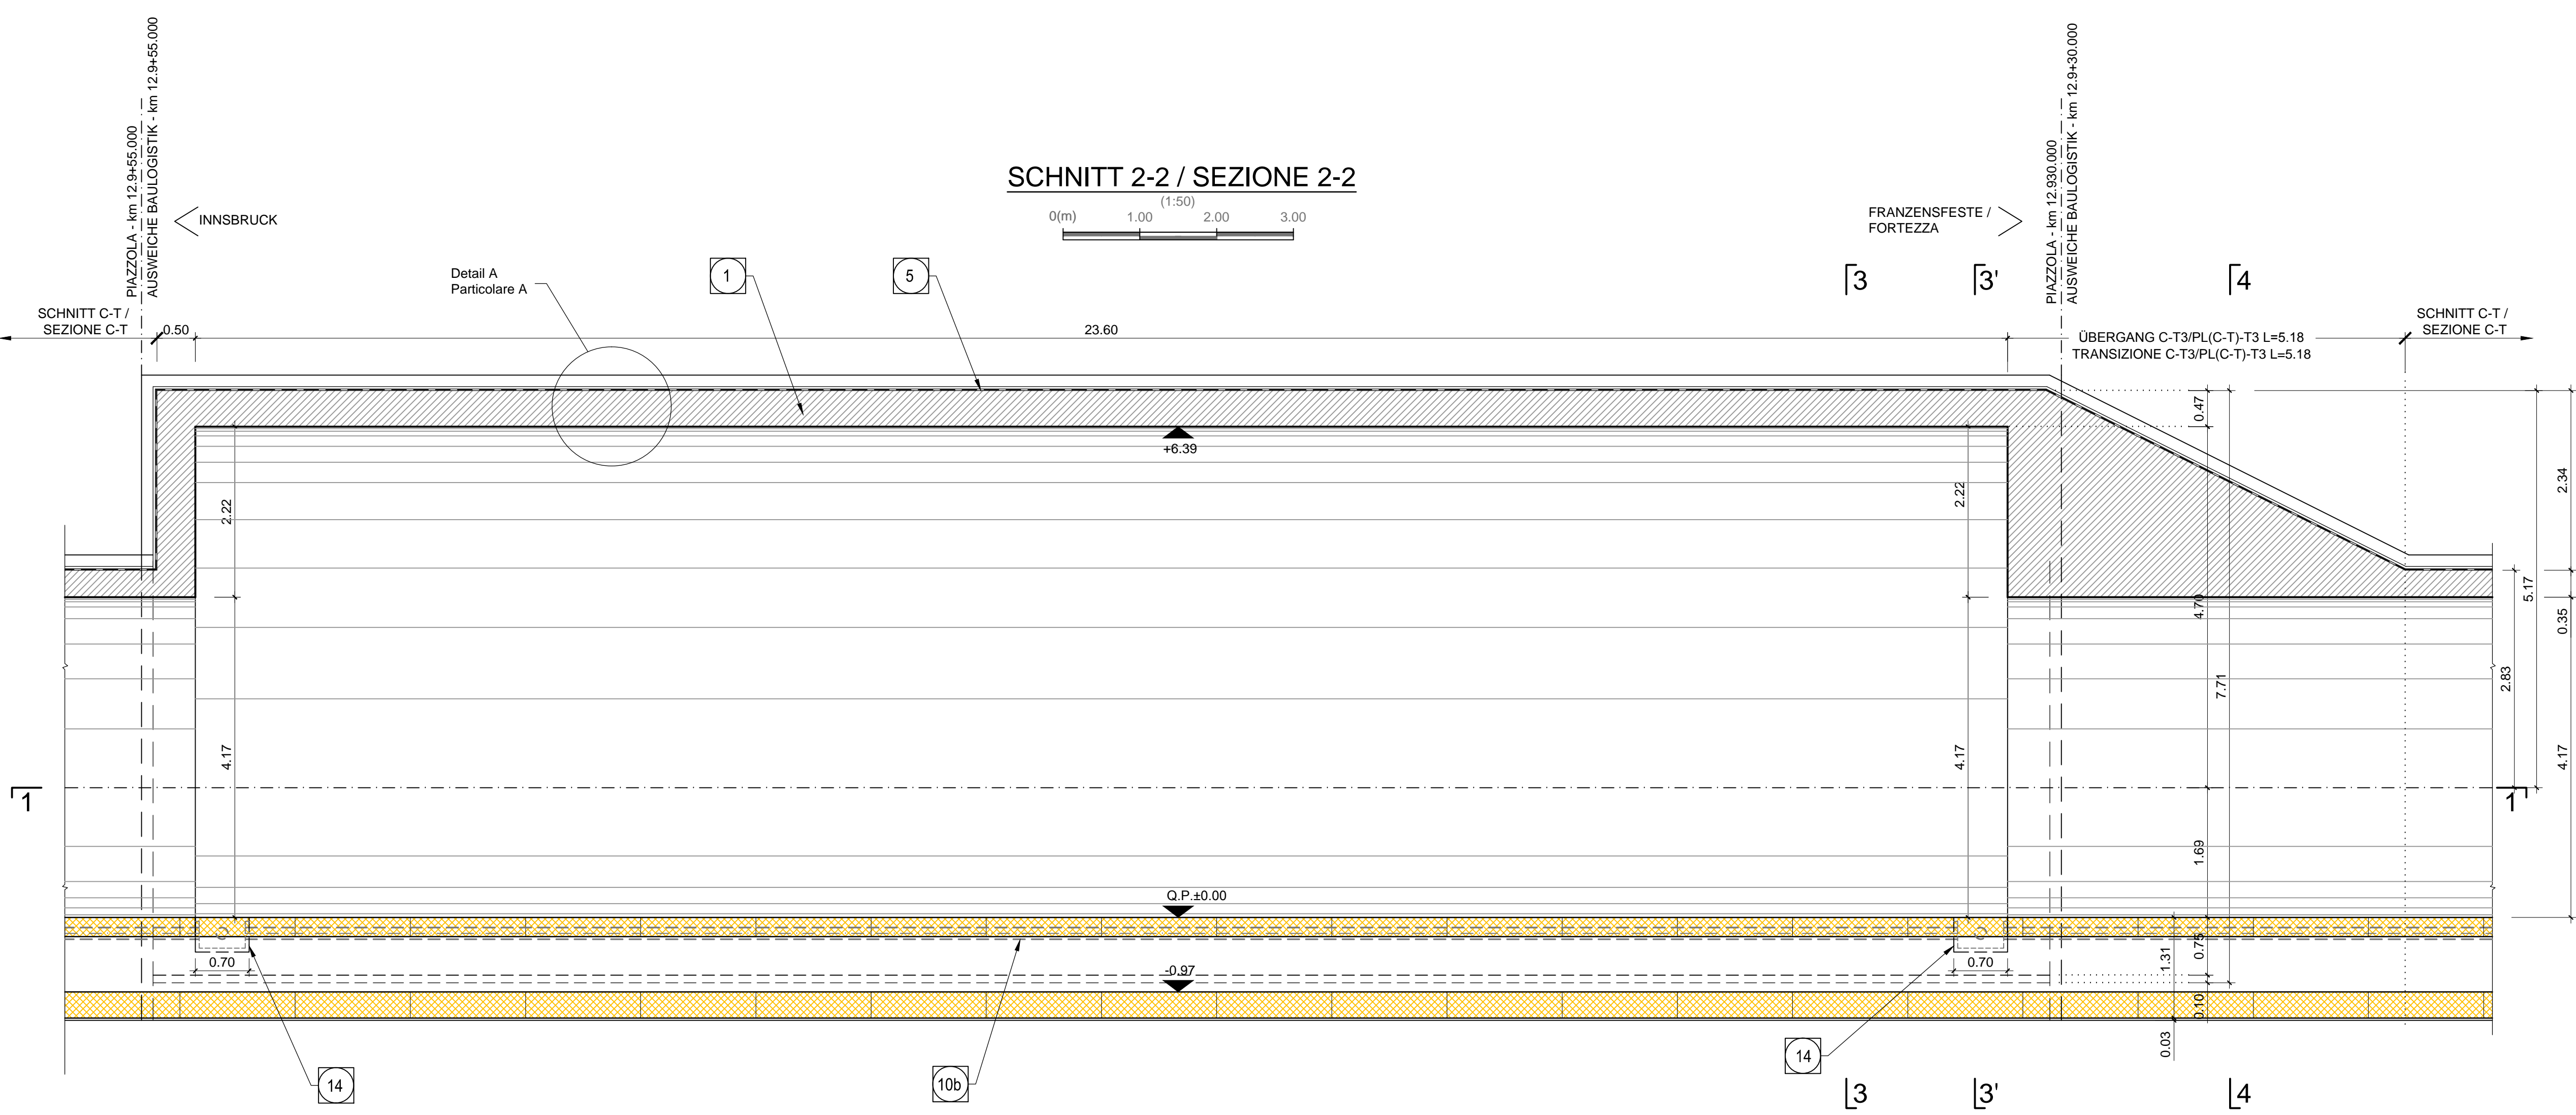 PIAZZOLA - km 12.9+55.000
AUSWEICHE BAULOGISTIK - km 12.9+55.000
INNSBRUCK
SCHNITT 2-2 / SEZIONE 2-2
(1:50)
0(m) 1.00 2.00 3.00
FRANZENSFESTE /
FORTEZZA
PIAZZOLA - km 12.930.000
AUSWEICHE BAULOGISTIK - km 12.9+30.000
Detail A
Particolare A
1
5
3
3'
4
SCHNITT C-T /
SEZIONE C-T
0.50
23.60
ÜBERGANG C-T3/PL(C-T)-T3 L=5.18
TRANSIZIONE C-T3/PL(C-T)-T3 L=5.18
SCHNITT C-T /
SEZIONE C-T
+6.39
0.47
2.34
2.22
2.22
5.17
4.70
0.35
7.71
2.83
4.17
4.17
4.17
1
1
1.69
Q.P.±0.00
0.70
-0.97
0.70
1.31
0.75
0.10
0.03
14
10b
14
3
3'
4